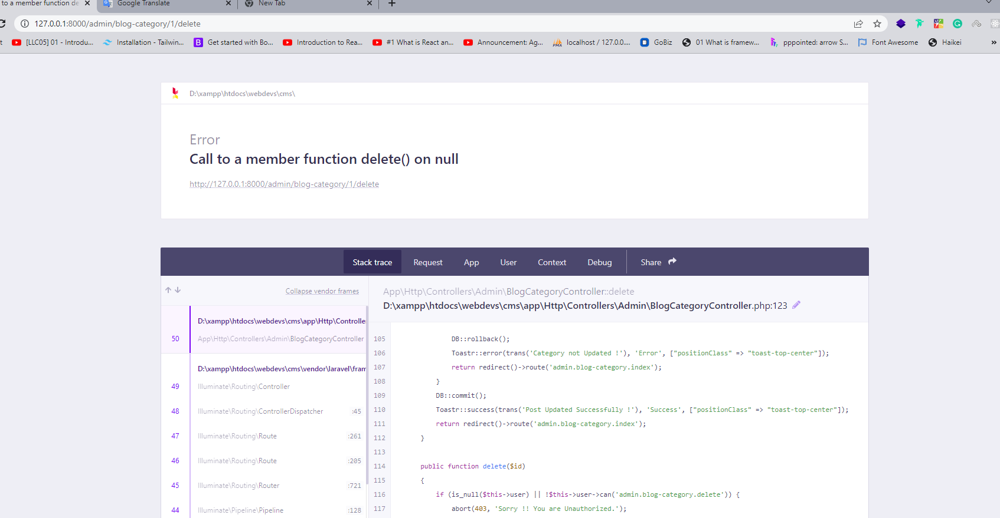 to a member function de
Google Translate
New Tab
127.0.0.1:8000/admin/blog-category/1/delete
t
[LLC05] 01 - Introdu...
Installation - Tailwin...
Get started with Bo...
Introduction to Rea...
#1 What is React an...
Announcement: Ag...
localhost / 127.0.0....
GoBiz
01 What is framew...
pppointed: arrow S...
Font Awesome
Haikei
»
D:\xampp\htdocs\webdevs\cms\
Error
Call to a member function delete() on null
http://127.0.0.1:8000/admin/blog-category/1/delete
Stack trace Request App User Context Debug Share
Collapse vendor frames
D:\xampp\htdocs\webdevs\cms\app\Http\Controlle
50 App\Http\Controllers\Admin\BlogCategoryController
D:\xampp\htdocs\webdevs\cms\vendor\laravel\fram
49 Illuminate\Routing\Controller
48 Illuminate\Routing\ControllerDispatcher :45
47 Illuminate\Routing\Route :261
46 Illuminate\Routing\Route :205
45 Illuminate\Routing\Router :721
44 Illuminate\Pipeline\Pipeline :128
App\Http\Controllers\Admin\BlogCategoryController::delete
D:\xampp\htdocs\webdevs\cms\app\Http\Controllers\Admin\BlogCategoryController.php:123
105 DB::rollback();
106 Toastr::error(trans('Category not Updated !'), 'Error', ["positionClass" => "toast-top-center"]);
107 return redirect()->route('admin.blog-category.index');
108 }
109 DB::commit();
110 Toastr::success(trans('Post Updated Successfully !'), 'Success', ["positionClass" => "toast-top-center"]);
111 return redirect()->route('admin.blog-category.index');
112 }
113
114 public function delete($id)
115 {
116 if (is_null($this->user) || !$this->user->can('admin.blog-category.delete')) {
117 abort(403, 'Sorry !! You are Unauthorized.');